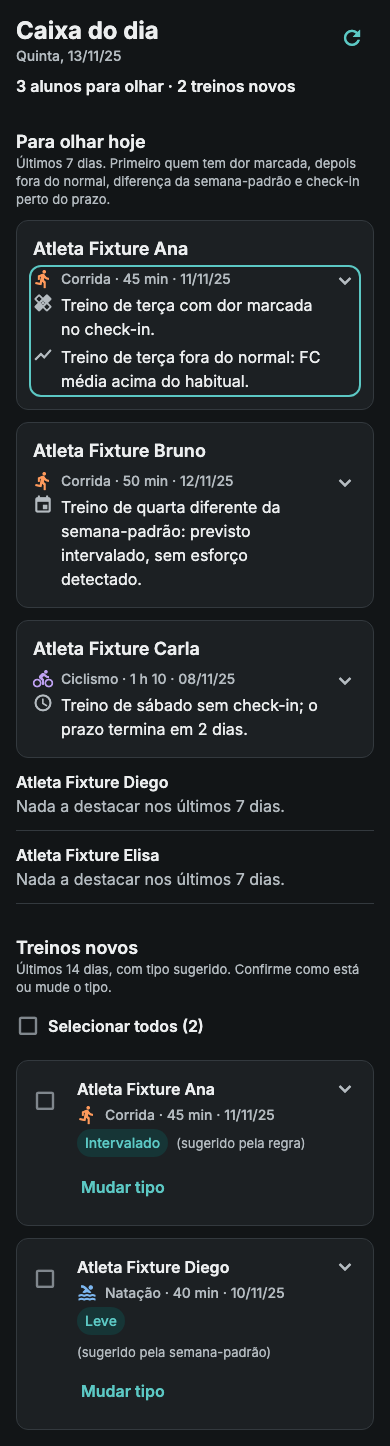 Caixa do dia
Quinta, 13/11/25
3 alunos para olhar · 2 treinos novos
Para olhar hoje
Últimos 7 dias. Primeiro quem tem dor marcada, depois
fora do normal, diferença da semana-padrão e check-in
perto do prazo.
Atleta Fixture Ana
Corrida · 45 min · 11/11/25
Treino de terça com dor marcada
no check-in.
Treino de terça fora do normal: FC
média acima do habitual.
Atleta Fixture Bruno
Corrida · 50 min · 12/11/25
Treino de quarta diferente da
semana-padrão: previsto
intervalado, sem esforço
detectado.
Atleta Fixture Carla
Ciclismo · 1 h 10 · 08/11/25
Treino de sábado sem check-in; o
prazo termina em 2 dias.
Atleta Fixture Diego
Nada a destacar nos últimos 7 dias.
Atleta Fixture Elisa
Nada a destacar nos últimos 7 dias.
Treinos novos
Últimos 14 dias, com tipo sugerido. Confirme como está
ou mude o tipo.
Selecionar todos (2)
Atleta Fixture Ana
Corrida · 45 min · 11/11/25
Intervalado (sugerido pela regra)
Mudar tipo
Atleta Fixture Diego
Natação · 40 min · 10/11/25
Leve
(sugerido pela semana-padrão)
Mudar tipo